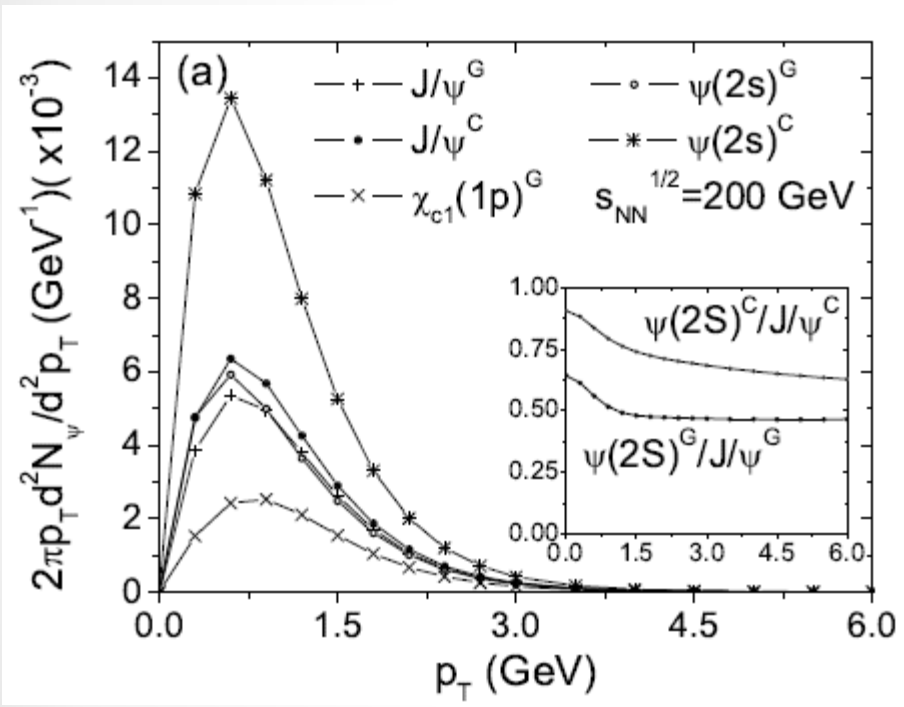 (a)
J/ψ^G
ψ(2s)^G
J/ψ^C
ψ(2s)^C
χ_c1(1p)^G
s_NN^1/2=200 GeV
2πp_T d^2N_ψ/d^2p_T (GeV^-1)( x10^-3)
14
12
10
8
6
4
2
0
0.0 1.5 3.0 4.5 6.0
p_T (GeV)
1.00
0.75
0.50
0.25
0.00
ψ(2S)^C/J/ψ^C
ψ(2S)^G/J/ψ^G
0.0 1.5 3.0 4.5 6.0